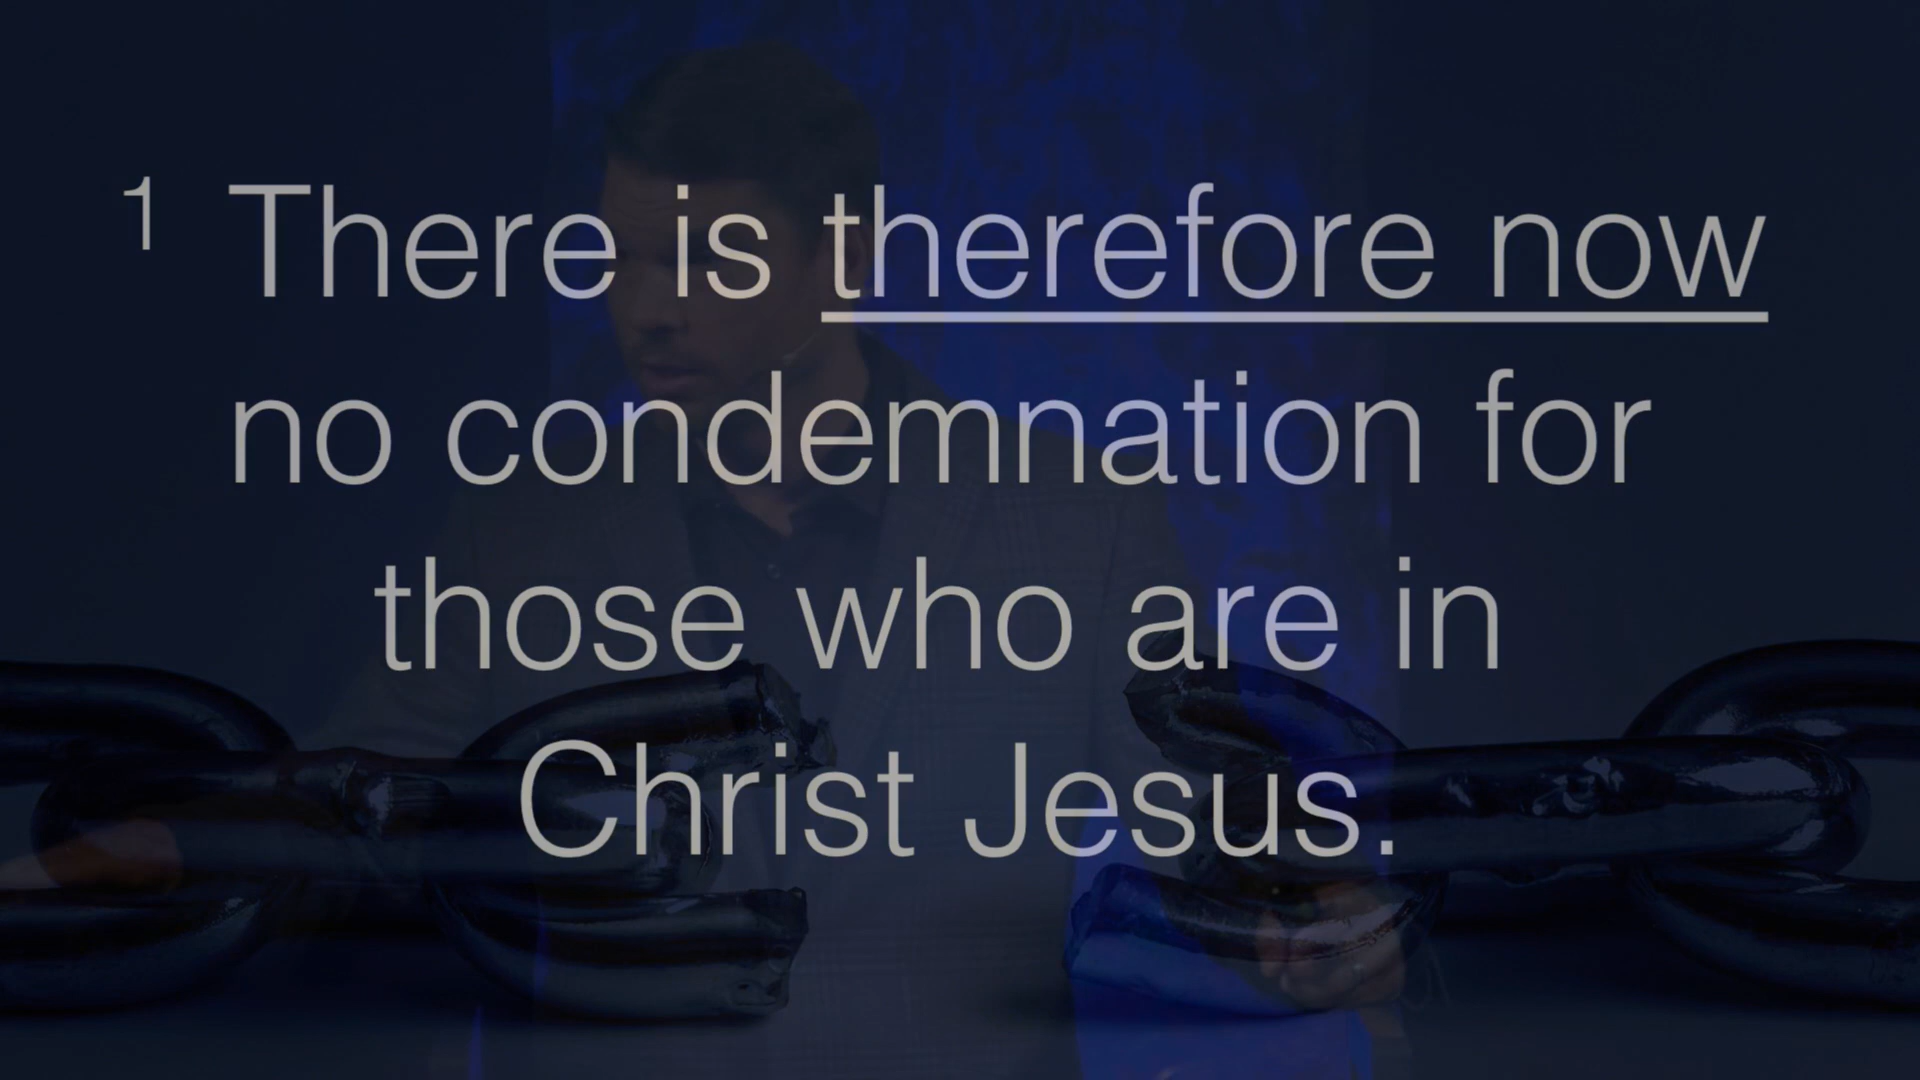 1 There is therefore now
no condemnation for
those who are in
Christ Jesus.